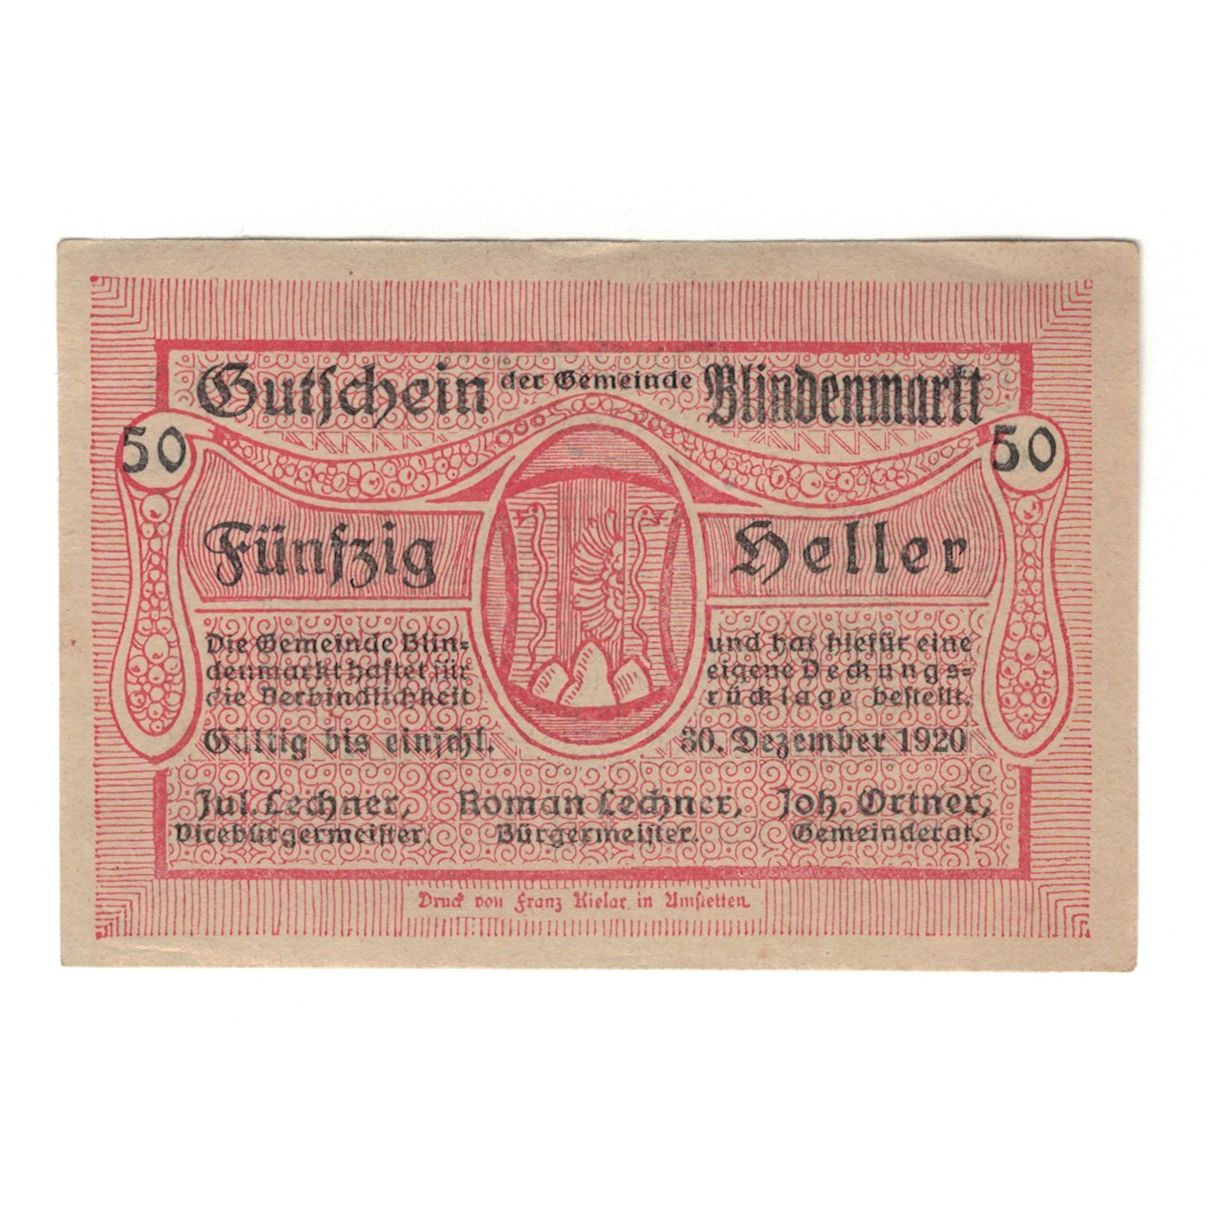 Gutschein der Gemeinde Blindenmarkt
50 50
Fünfzig Heller
Die Gemeinde Blin-
denmarkt haftet für
die Verbindlichkeit
und hat hiefür eine
eigene Deckungs-
rücklage bestellt.
Gültig bis einschl. 30. Dezember 1920
Jul. Lechner, Roman Lechner, Joh. Ortner,
Vicebürgermeister. Bürgermeister. Gemeinderat.
Druck von Franz Kielar in Amstetten